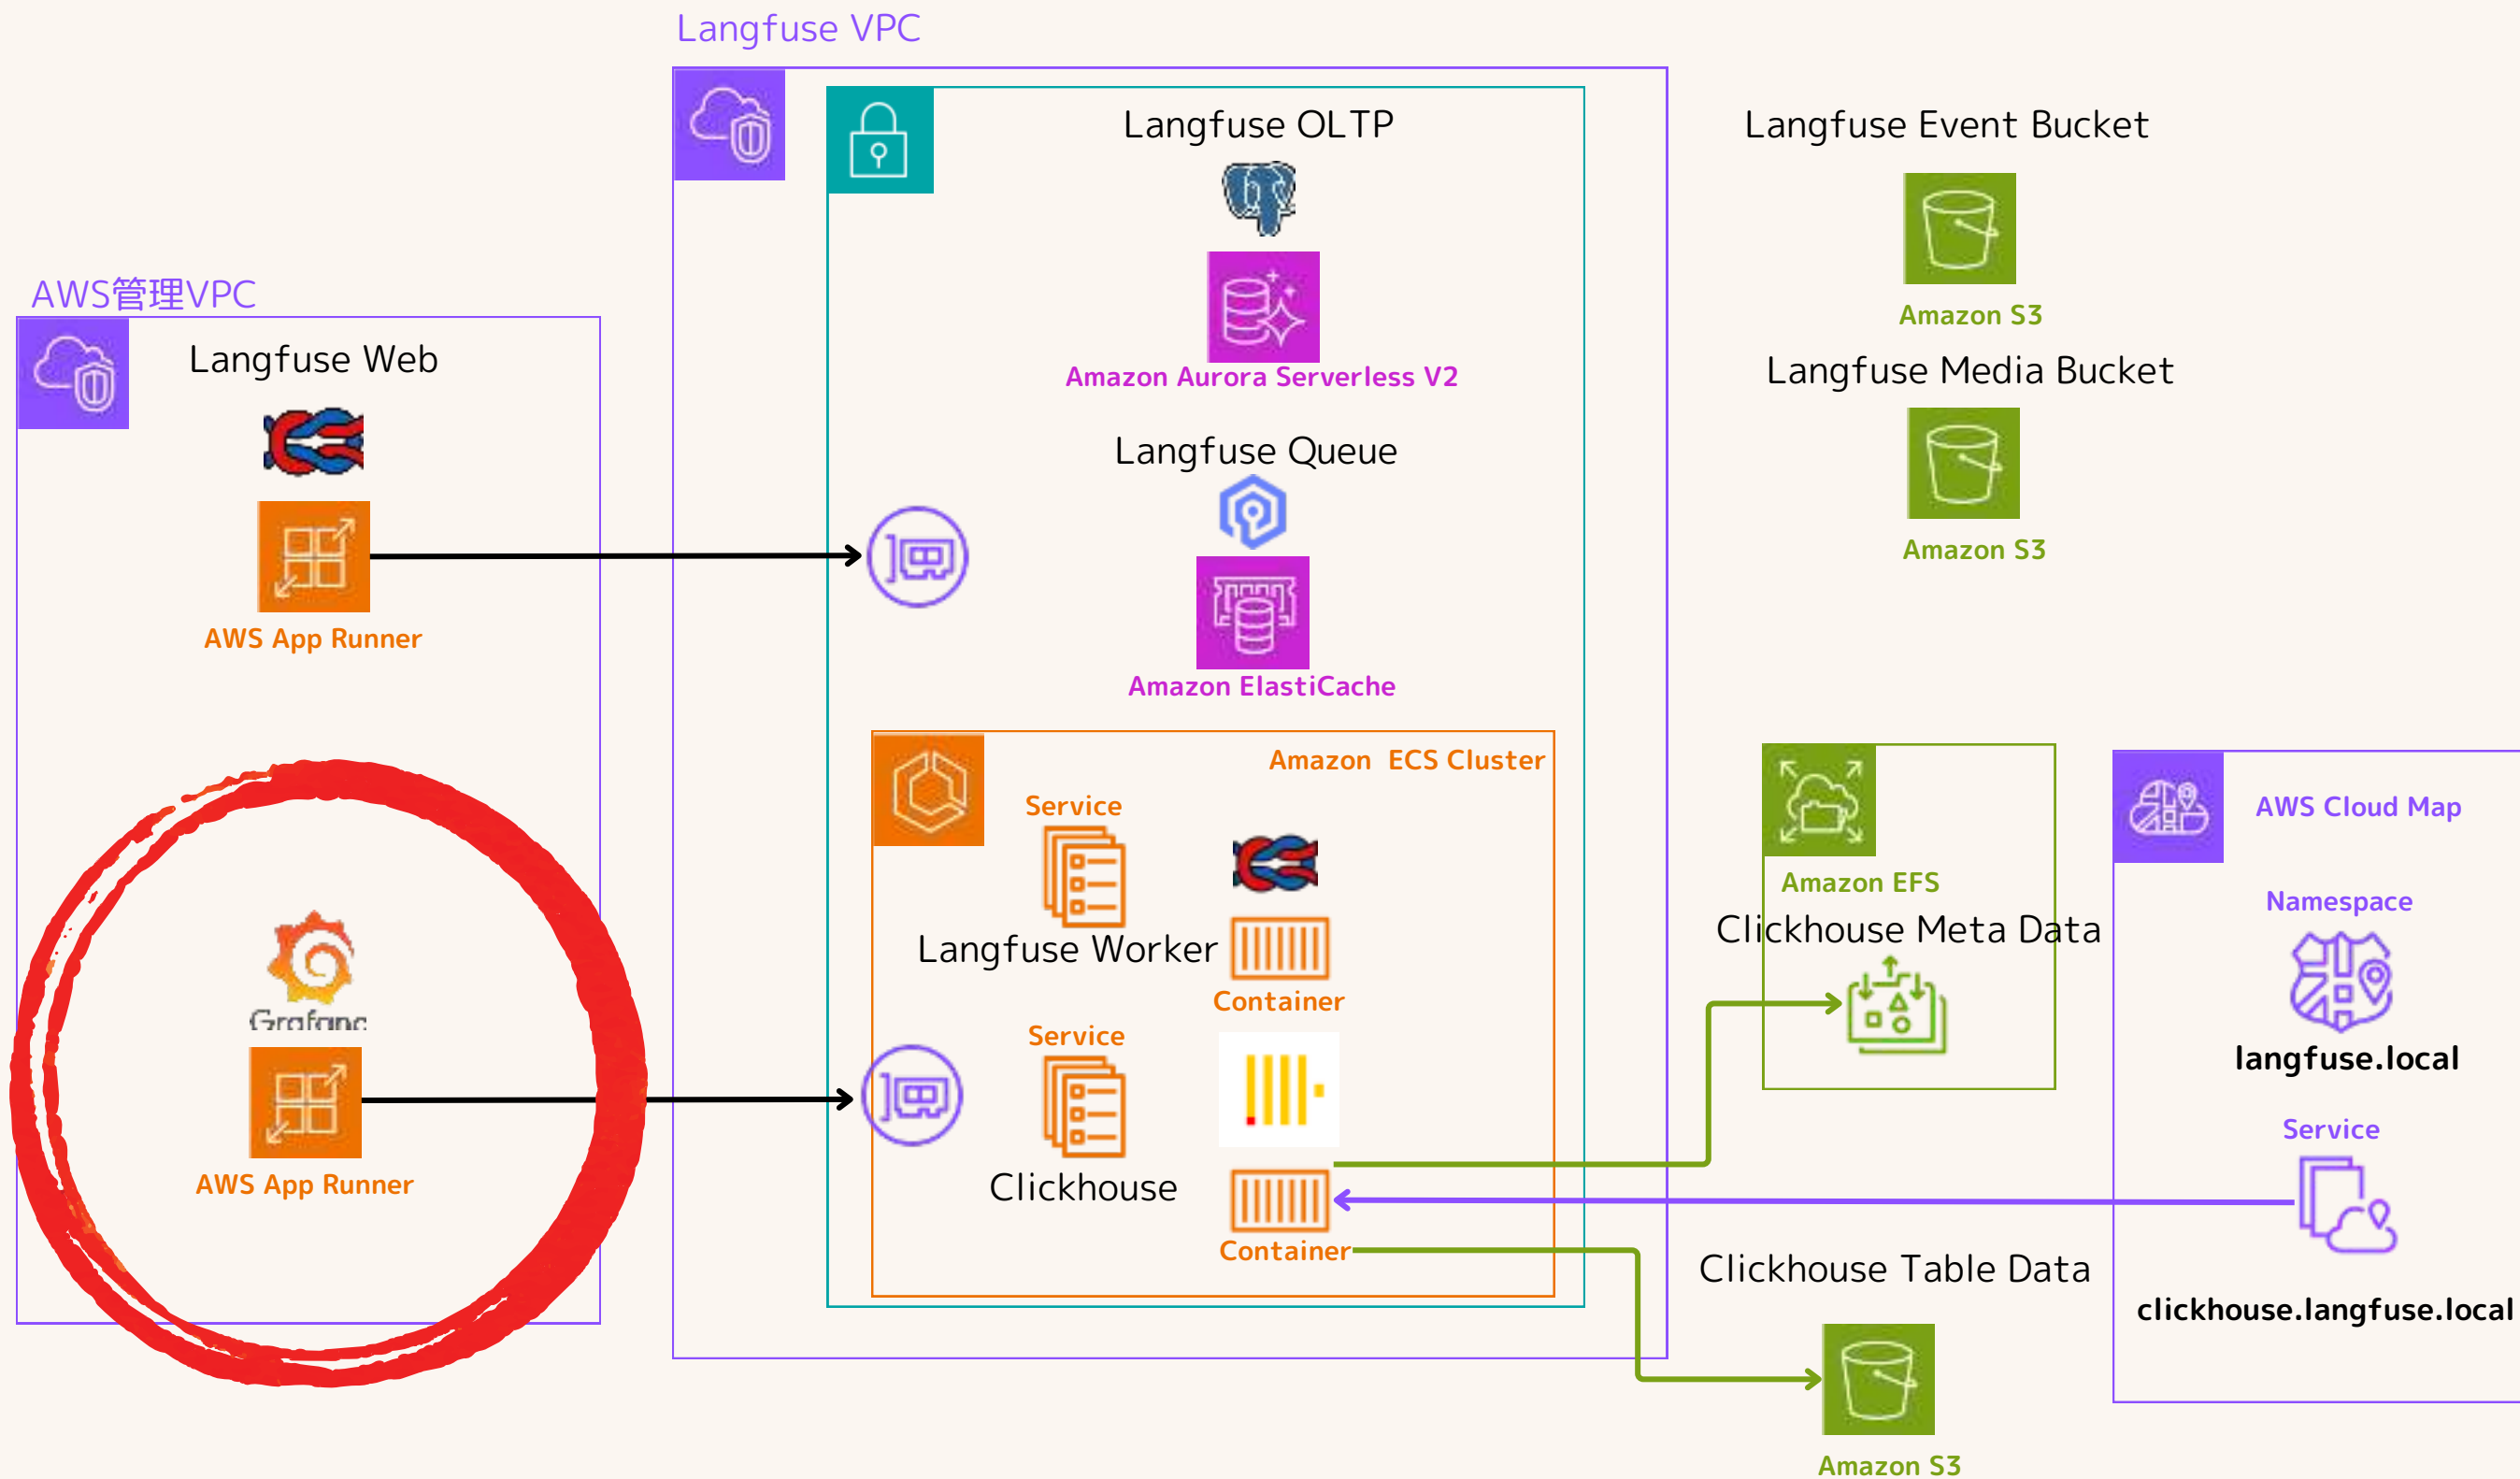 Langfuse VPC
AWS管理VPC
Langfuse Web
AWS App Runner
Grafana
AWS App Runner
Langfuse OLTP
Amazon Aurora Serverless V2
Langfuse Queue
Amazon ElastiCache
Amazon ECS Cluster
Service
Langfuse Worker
Container
Service
Clickhouse
Container
Langfuse Event Bucket
Amazon S3
Langfuse Media Bucket
Amazon S3
Amazon EFS
Clickhouse Meta Data
Clickhouse Table Data
Amazon S3
AWS Cloud Map
Namespace
langfuse.local
Service
clickhouse.langfuse.local